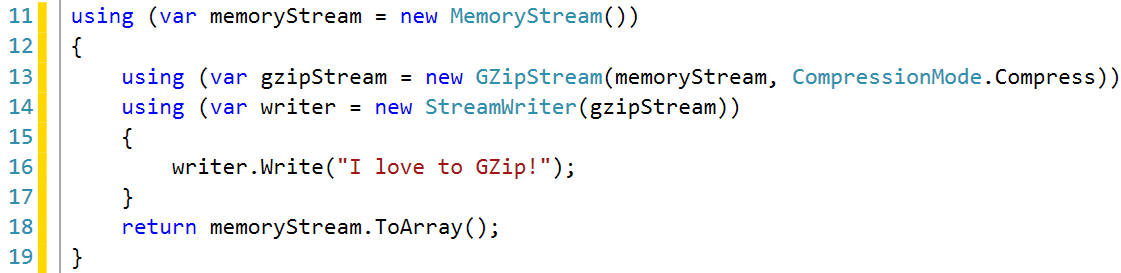 11 using (var memoryStream = new MemoryStream())
12 {
13     using (var gzipStream = new GZipStream(memoryStream, CompressionMode.Compress))
14     using (var writer = new StreamWriter(gzipStream))
15     {
16         writer.Write("I love to GZip!");
17     }
18     return memoryStream.ToArray();
19 }